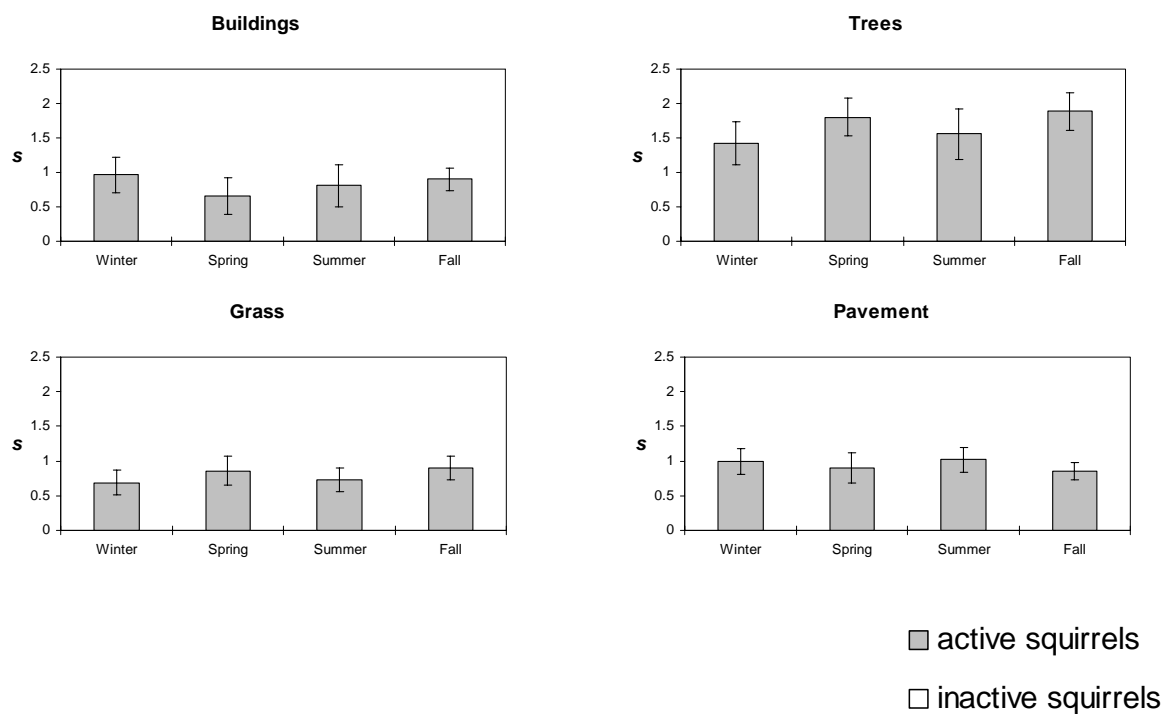 Buildings
2.5
2
1.5
1
0.5
0
s
Winter Spring Summer Fall
Trees
2.5
2
1.5
1
0.5
0
s
Winter Spring Summer Fall
Grass
2.5
2
1.5
1
0.5
0
s
Winter Spring Summer Fall
Pavement
2.5
2
1.5
1
0.5
0
s
Winter Spring Summer Fall
active squirrels
inactive squirrels